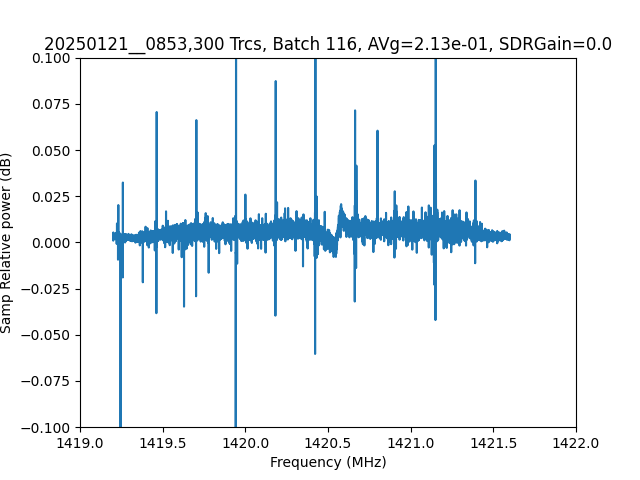 20250121__0853,300 Trcs, Batch 116, AVg=2.13e-01, SDRGain=0.0
0.100
0.075
0.050
0.025
0.000
−0.025
−0.050
−0.075
−0.100
Samp Relative power (dB)
1419.0 1419.5 1420.0 1420.5 1421.0 1421.5 1422.0
Frequency (MHz)